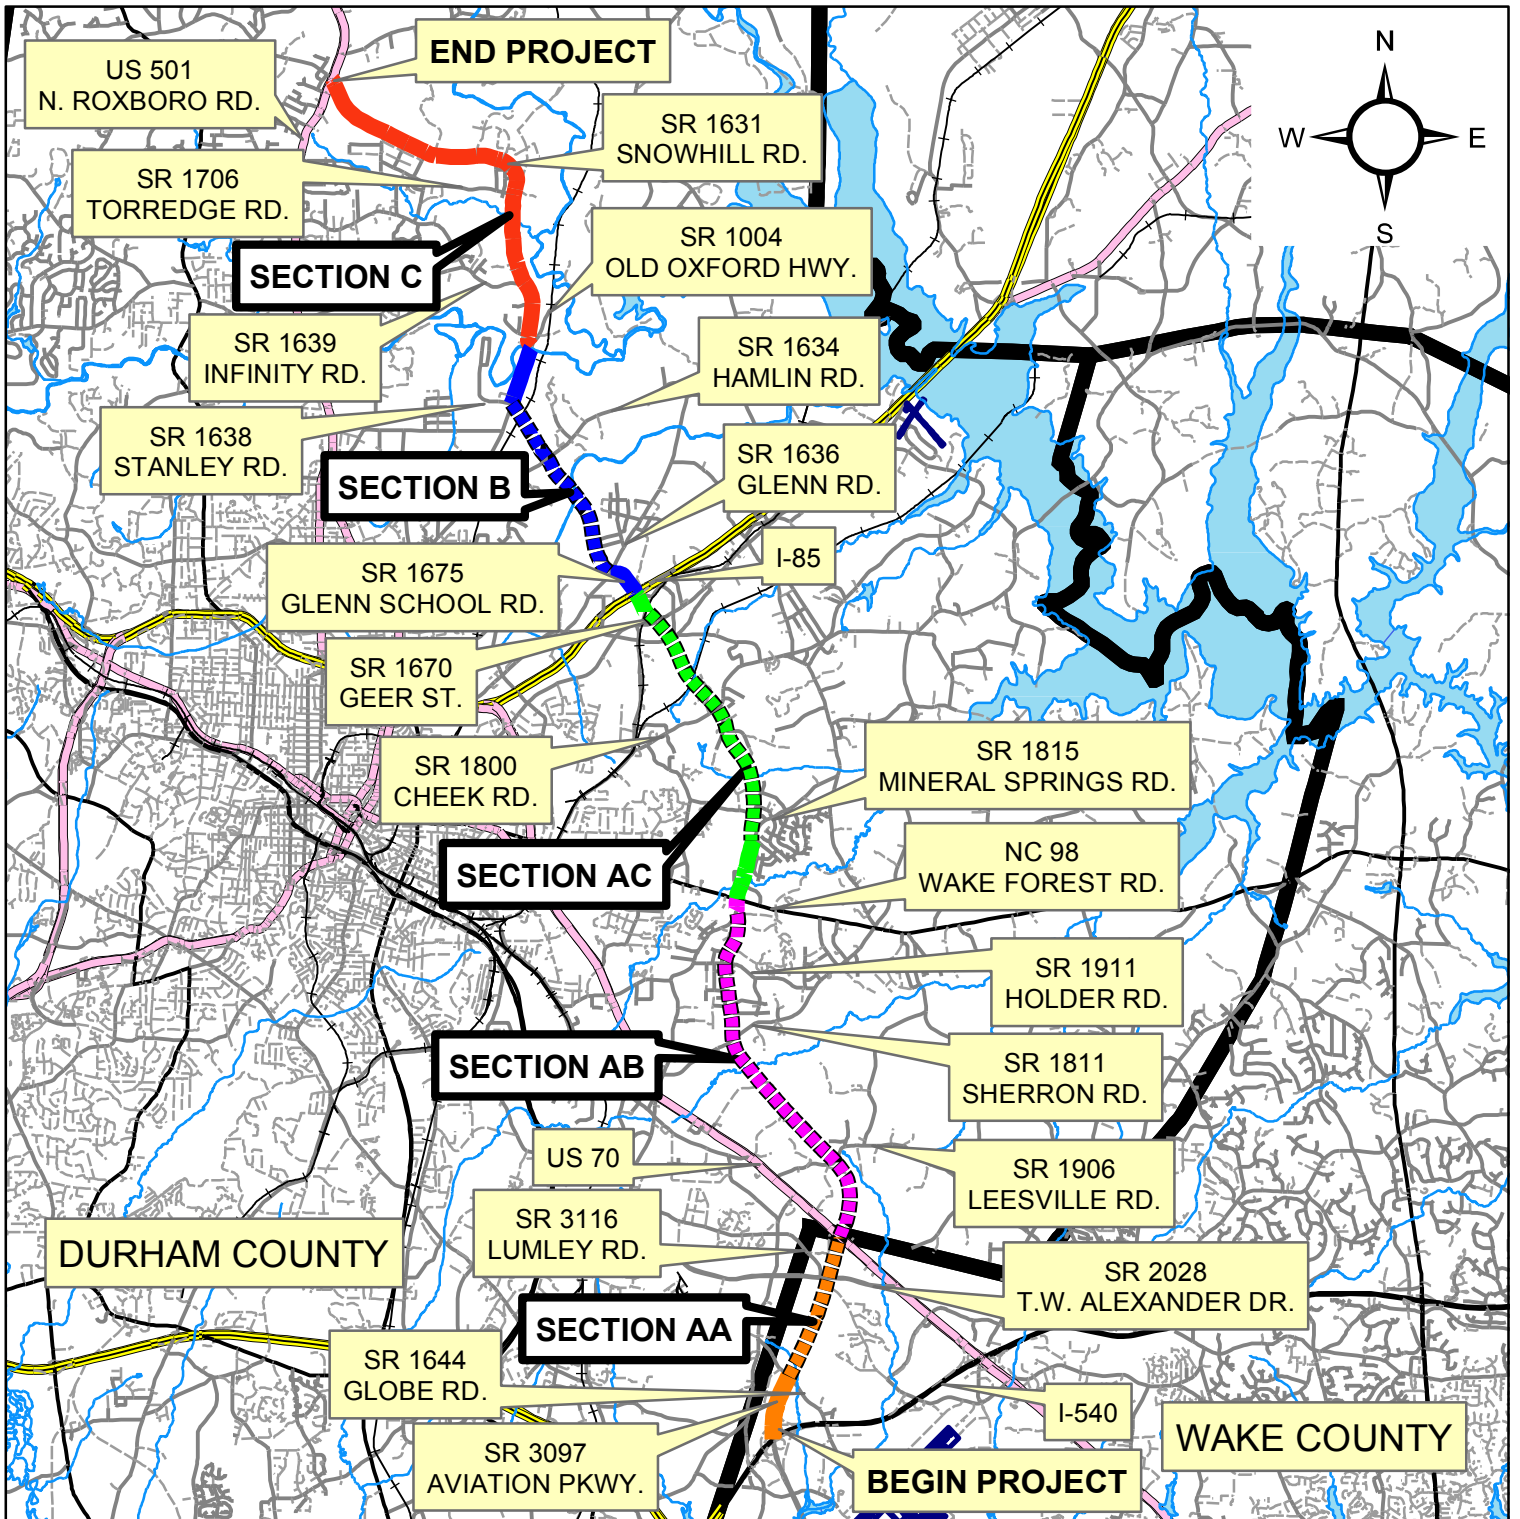 END PROJECT
US 501
N. ROXBORO RD.
N
W
E
S
SR 1631
SNOWHILL RD.
SR 1706
TORREDGE RD.
SECTION C
SR 1004
OLD OXFORD HWY.
SR 1639
INFINITY RD.
SR 1634
HAMLIN RD.
SR 1638
STANLEY RD.
SECTION B
SR 1636
GLENN RD.
I-85
SR 1675
GLENN SCHOOL RD.
SR 1670
GEER ST.
SR 1815
MINERAL SPRINGS RD.
SR 1800
CHEEK RD.
NC 98
WAKE FOREST RD.
SECTION AC
SR 1911
HOLDER RD.
SECTION AB
SR 1811
SHERRON RD.
US 70
SR 1906
LEESVILLE RD.
SR 3116
LUMLEY RD.
DURHAM COUNTY
SR 2028
T.W. ALEXANDER DR.
SECTION AA
SR 1644
GLOBE RD.
I-540
WAKE COUNTY
SR 3097
AVIATION PKWY.
BEGIN PROJECT